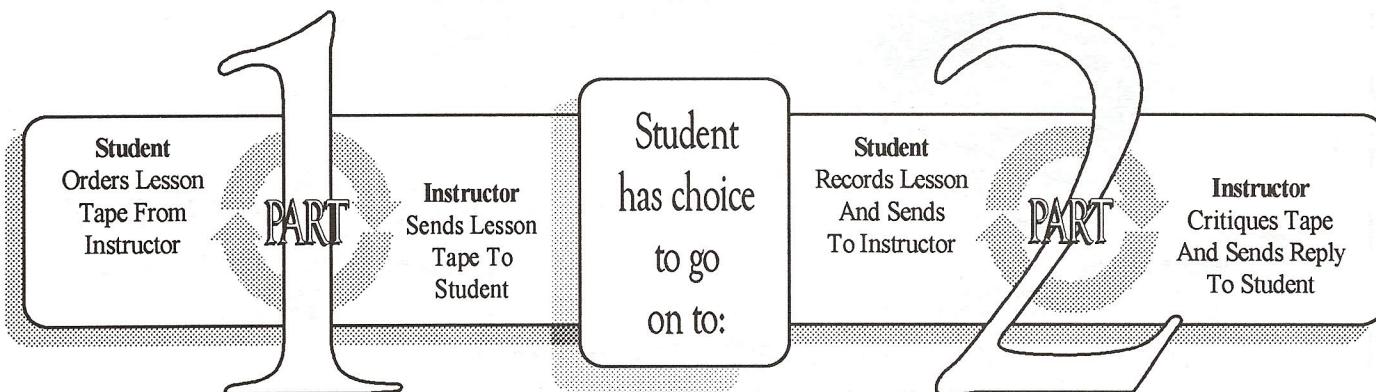 1
PART
Student
Orders Lesson
Tape From
Instructor
Instructor
Sends Lesson
Tape To
Student
Student
has choice
to go
on to:
2
PART
Student
Records Lesson
And Sends
To Instructor
Instructor
Critiques Tape
And Sends Reply
To Student